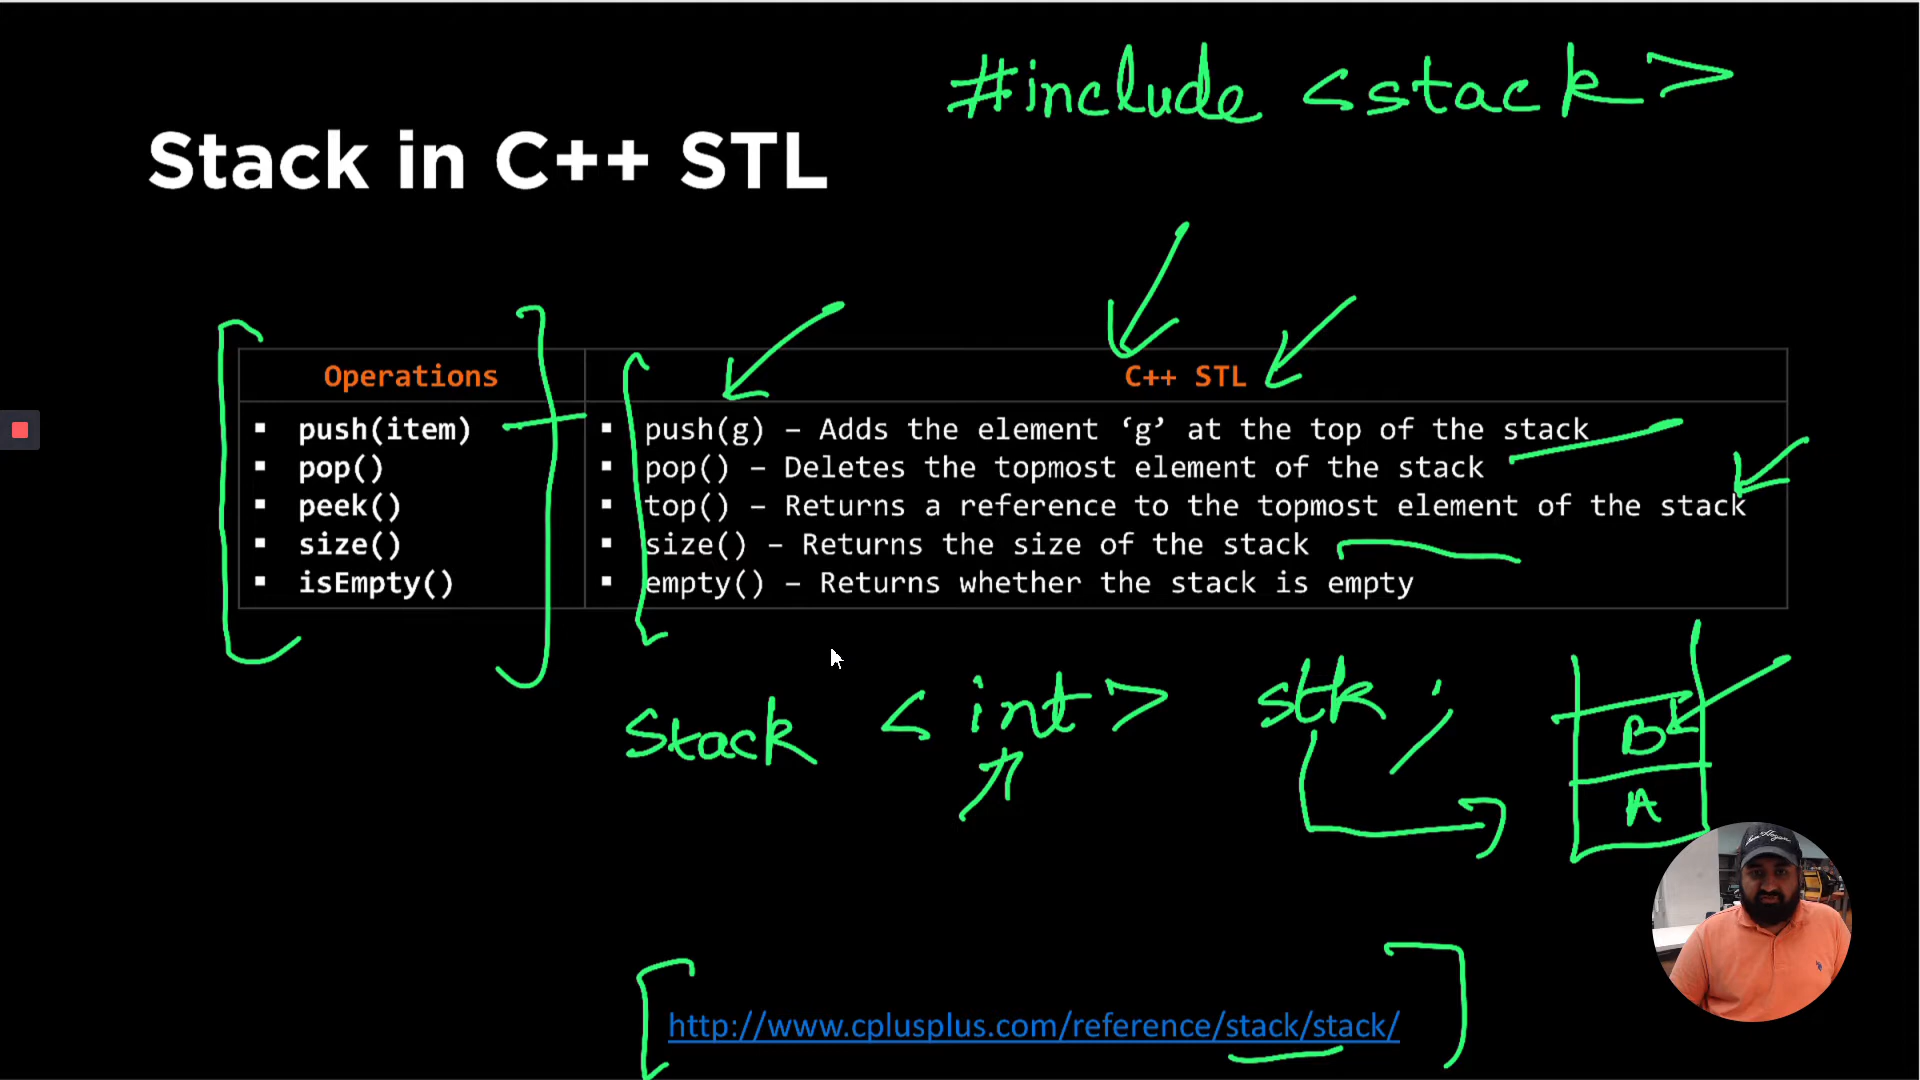 #include <stack>
Stack in C++ STL
Operations
C++ STL
▪ push(item)
▪ pop()
▪ peek()
▪ size()
▪ isEmpty()
▪ push(g) – Adds the element ‘g’ at the top of the stack
▪ pop() – Deletes the topmost element of the stack
▪ top() – Returns a reference to the topmost element of the stack
▪ size() – Returns the size of the stack
▪ empty() – Returns whether the stack is empty
Stack <int> stk ;
B
A
http://www.cplusplus.com/reference/stack/stack/